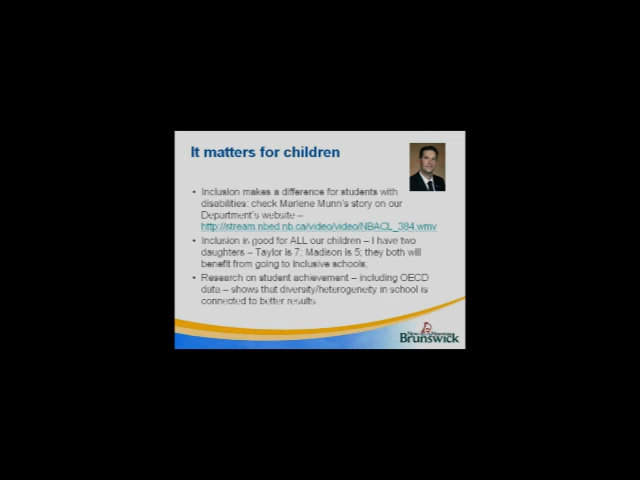 It matters for children
• Inclusion makes a difference for students with
disabilities: check Marlene Munn's story on our
Department's website –
http://stream.nbed.nb.ca/video/video/NBACL_384.wmv
• Inclusion is good for ALL our children – I have two
daughters – Taylor is 7; Madison is 5; they both will
benefit from going to Inclusive schools;
• Research on student achievement – including OECD
data – shows that diversity/heterogeneity in school is
connected to better results
Brunswick